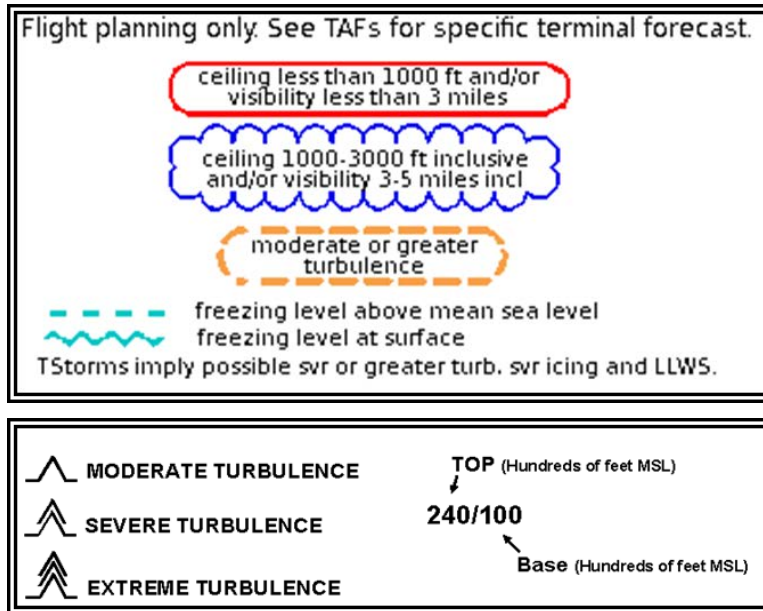 Flight planning only. See TAFs for specific terminal forecast.
ceiling less than 1000 ft and/or
visibility less than 3 miles
ceiling 1000-3000 ft inclusive
and/or visibility 3-5 miles incl
moderate or greater
turbulence
freezing level above mean sea level
freezing level at surface
TStorms imply possible svr or greater turb. svr icing and LLWS.
MODERATE TURBULENCE
SEVERE TURBULENCE
EXTREME TURBULENCE
TOP (Hundreds of feet MSL)
240/100
Base (Hundreds of feet MSL)